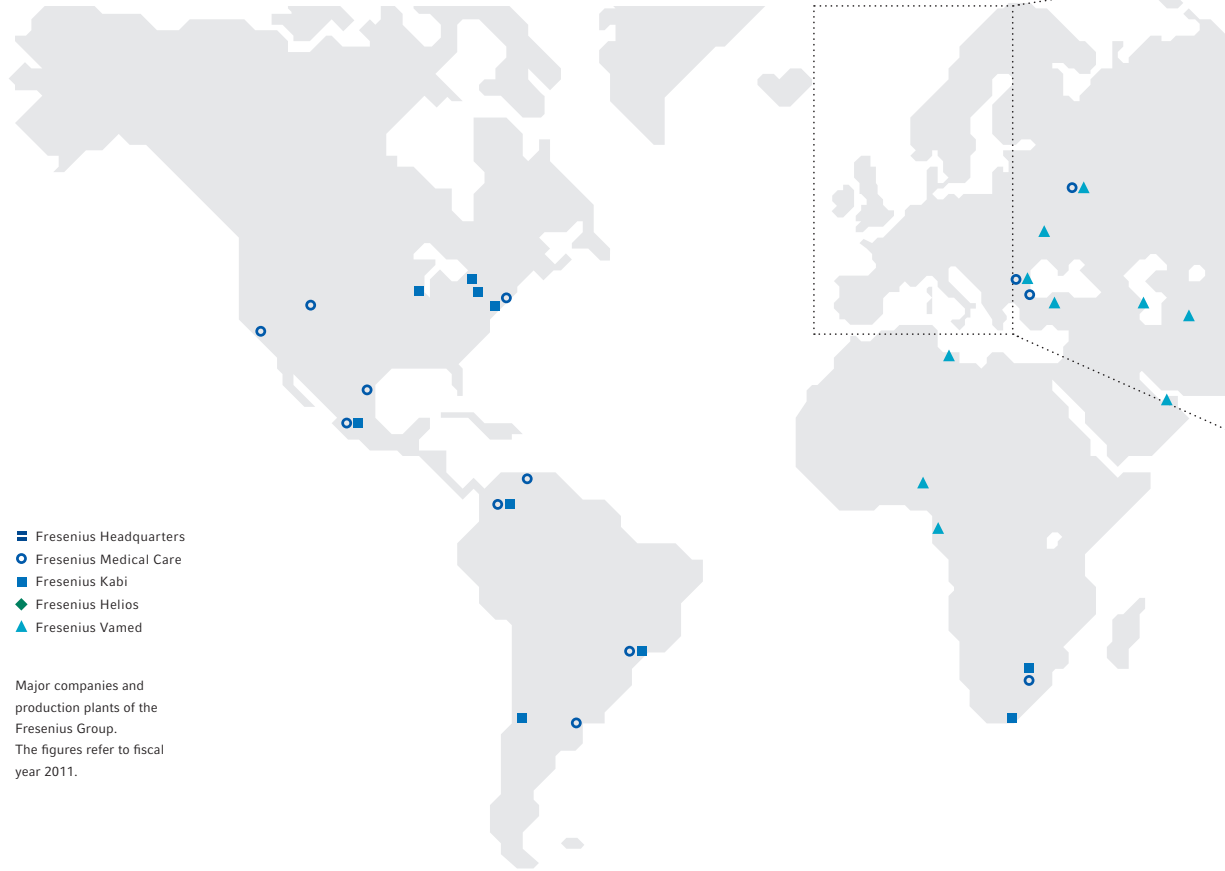 Fresenius Headquarters
Fresenius Medical Care
Fresenius Kabi
Fresenius Helios
Fresenius Vamed
Major companies and
production plants of the
Fresenius Group.
The figures refer to fiscal
year 2011.